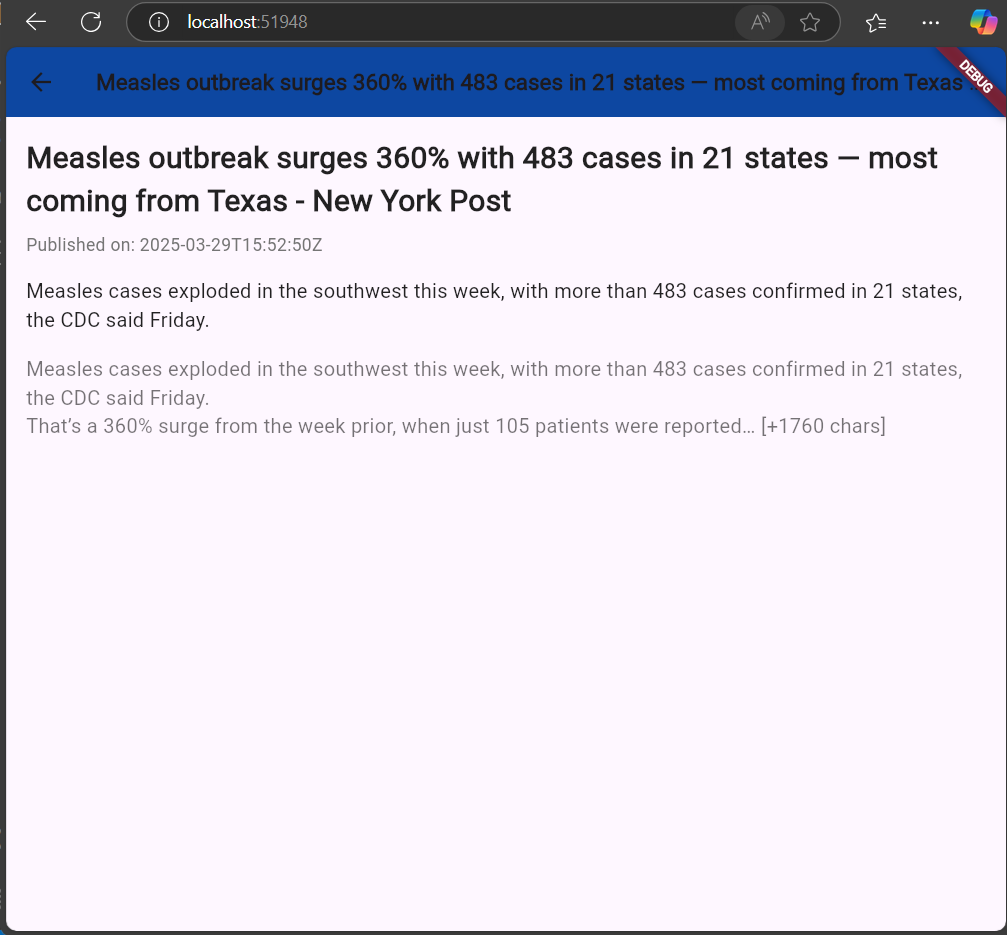 localhost:51948
Measles outbreak surges 360% with 483 cases in 21 states — most coming from Texas ...
DEBUG
Measles outbreak surges 360% with 483 cases in 21 states — most
coming from Texas - New York Post
Published on: 2025-03-29T15:52:50Z
Measles cases exploded in the southwest this week, with more than 483 cases confirmed in 21 states,
the CDC said Friday.
Measles cases exploded in the southwest this week, with more than 483 cases confirmed in 21 states,
the CDC said Friday.
That’s a 360% surge from the week prior, when just 105 patients were reported… [+1760 chars]